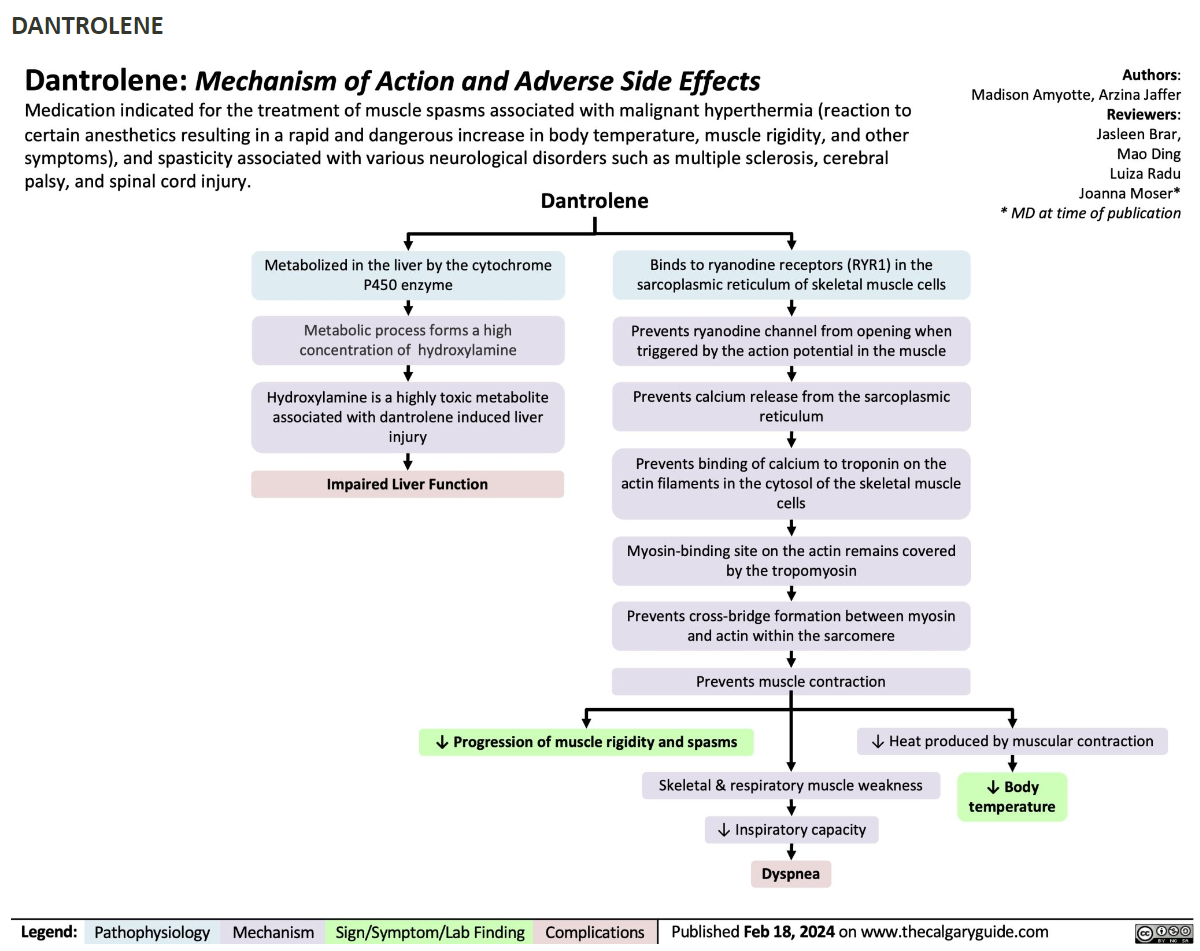 DANTROLENE
Dantrolene: Mechanism of Action and Adverse Side Effects
Medication indicated for the treatment of muscle spasms associated with malignant hyperthermia (reaction to
certain anesthetics resulting in a rapid and dangerous increase in body temperature, muscle rigidity, and other
symptoms), and spasticity associated with various neurological disorders such as multiple sclerosis, cerebral
palsy, and spinal cord injury.
Authors:
Madison Amyotte, Arzina Jaffer
Reviewers:
Jasleen Brar,
Mao Ding
Luiza Radu
Joanna Moser*
* MD at time of publication
Dantrolene
Metabolized in the liver by the cytochrome
P450 enzyme
Metabolic process forms a high
concentration of hydroxylamine
Hydroxylamine is a highly toxic metabolite
associated with dantrolene induced liver
injury
Impaired Liver Function
Binds to ryanodine receptors (RYR1) in the
sarcoplasmic reticulum of skeletal muscle cells
Prevents ryanodine channel from opening when
triggered by the action potential in the muscle
Prevents calcium release from the sarcoplasmic
reticulum
Prevents binding of calcium to troponin on the
actin filaments in the cytosol of the skeletal muscle
cells
Myosin-binding site on the actin remains covered
by the tropomyosin
Prevents cross-bridge formation between myosin
and actin within the sarcomere
Prevents muscle contraction
↓ Progression of muscle rigidity and spasms
↓ Heat produced by muscular contraction
Skeletal & respiratory muscle weakness
↓ Body
temperature
↓ Inspiratory capacity
Dyspnea
Legend: Pathophysiology Mechanism Sign/Symptom/Lab Finding Complications Published Feb 18, 2024 on www.thecalgaryguide.com
cc
BY NC SA